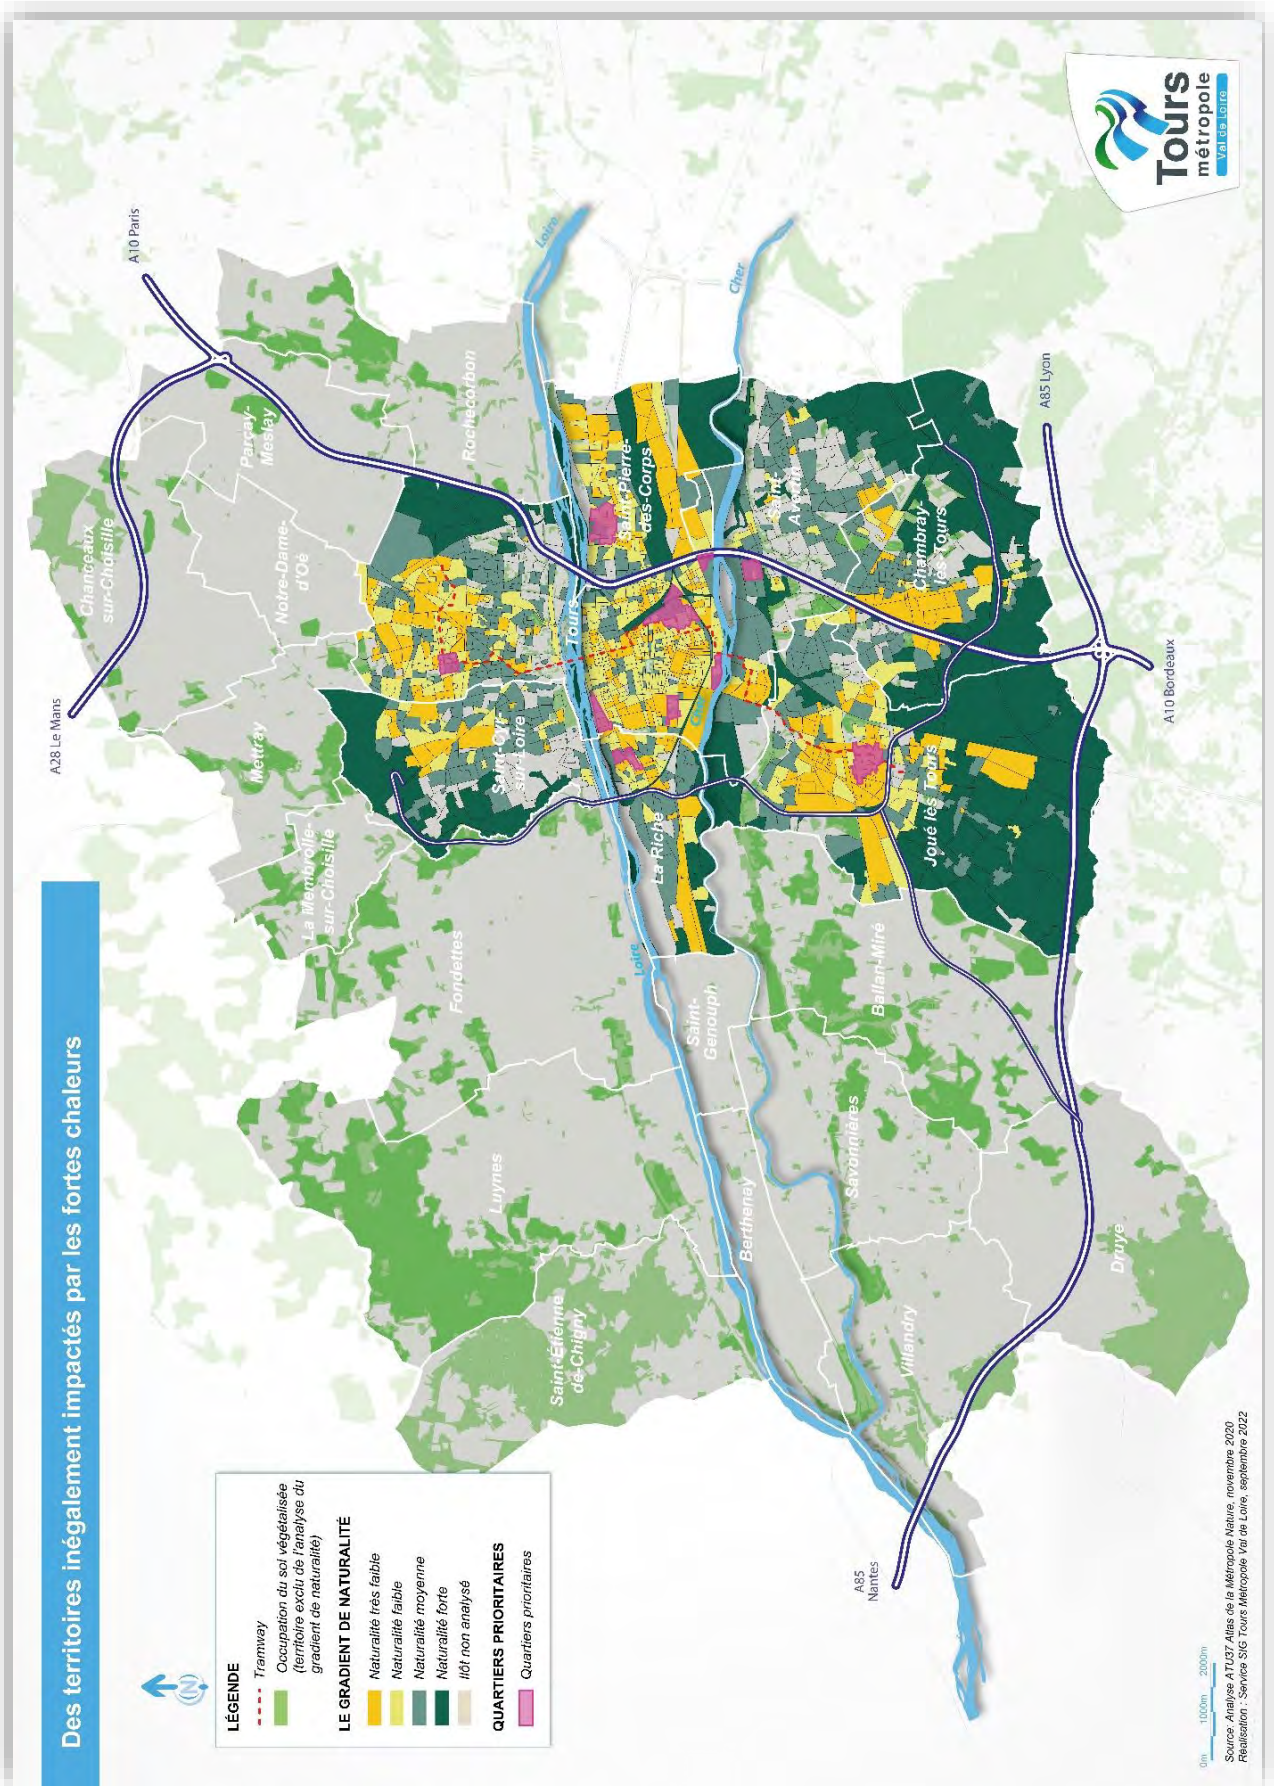 Des territoires inégalement impactés par les fortes chaleurs
LÉGENDE
Tramway
Occupation du sol végétalisée
(territoire exclu de l'analyse du
gradient de naturalité)
LE GRADIENT DE NATURALITÉ
Naturalité très faible
Naturalité faible
Naturalité moyenne
Naturalité forte
Ilôt non analysé
QUARTIERS PRIORITAIRES
Quartiers prioritaires
N
A28 Le Mans
A10 Paris
Chanceaux
sur-Choisille
Parçay-
Meslay
Notre-Dame-
d'Oé
Rochecorbon
Mettray
La Membrolle-
sur-Choisille
Saint-Cyr-
sur-Loire
Fondettes
Luynes
Saint-Étienne
de-Chigny
Loire
Tours
Saint-Pierre-
des-Corps
Loire
La Riche
Cher
Cher
Saint-
Genouph
Berthenay
Saint-
Avertin
Chambray-
lès-Tours
Joué lès Tours
Ballan-Miré
Savonnières
Villandry
Druye
A85 Lyon
A10 Bordeaux
A85
Nantes
Tours
métropole
Val de Loire
0m 1000m 2000m
Source: Analyse ATU37 Atlas de la Métropole Nature, novembre 2020
Réalisation : Service SIG Tours Métropole Val de Loire, septembre 2022